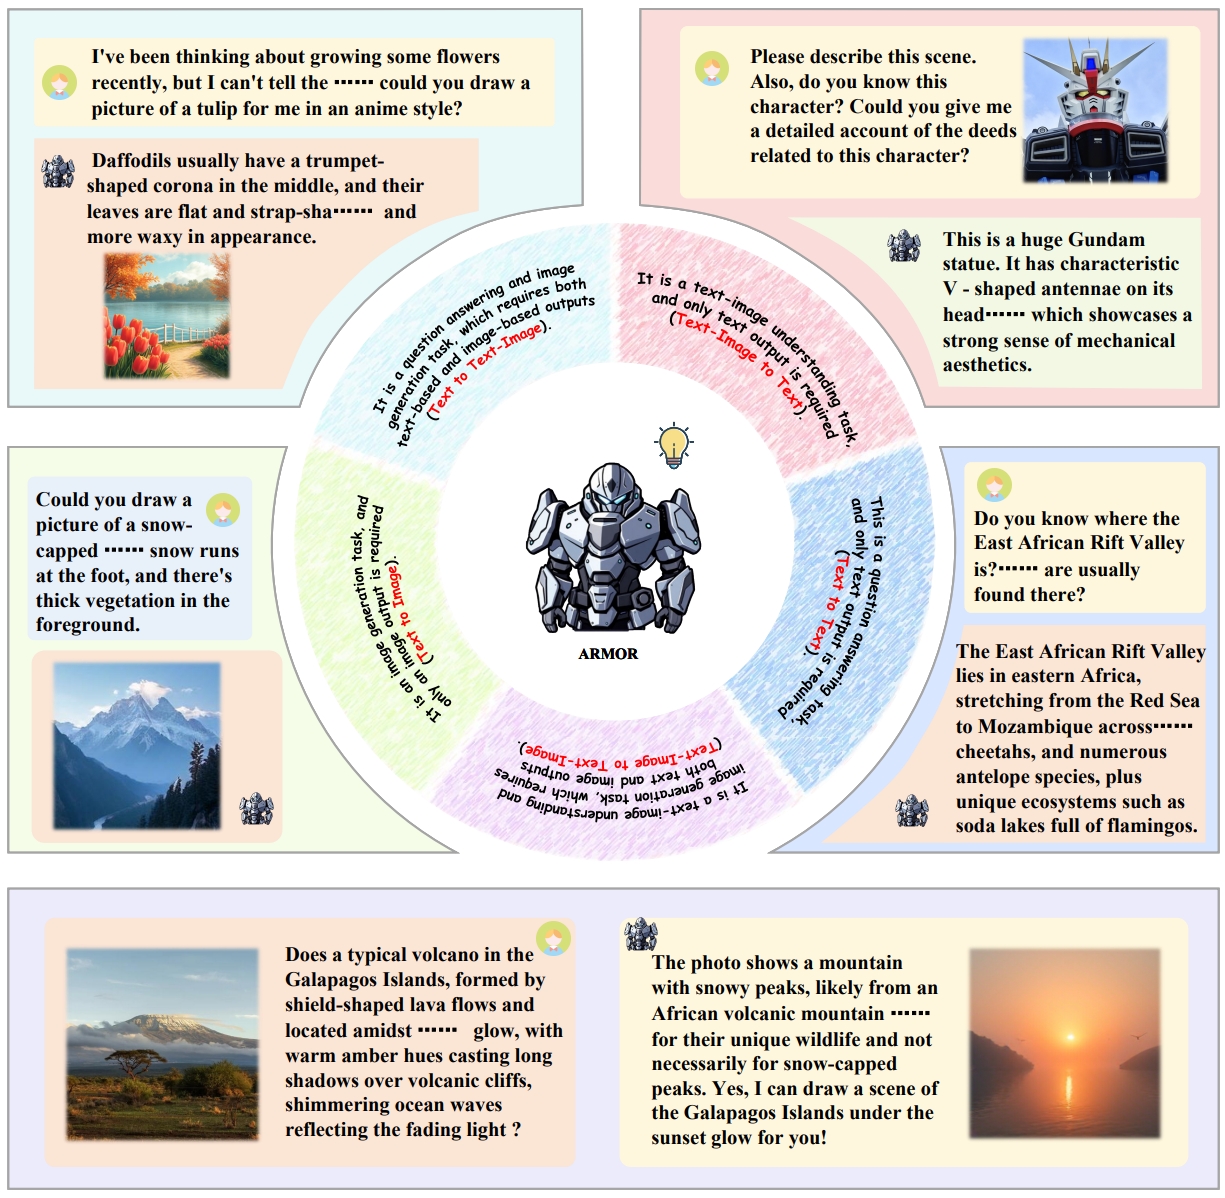 I've been thinking about growing some flowers
recently, but I can't tell the ······ could you draw a
picture of a tulip for me in an anime style?
Daffodils usually have a trumpet-
shaped corona in the middle, and their
leaves are flat and strap-sha······ and
more waxy in appearance.
Please describe this scene.
Also, do you know this
character? Could you give me
a detailed account of the deeds
related to this character?
This is a huge Gundam
statue. It has characteristic
V - shaped antennae on its
head······ which showcases a
strong sense of mechanical
aesthetics.
It is a question answering and image
generation task, which requires both
text-based and image-based outputs
(Text to Text-Image).
It is a text-image understanding task,
and only text output is required
(Text-Image to Text).
Could you draw a
picture of a snow-
capped ······ snow runs
at the foot, and there's
thick vegetation in the
foreground.
It is an image generation task, and
only an image output is required
(Text to Image).
ARMOR
This is a question answering task,
and only text output is required
(Text to Text).
Do you know where the
East African Rift Valley
is?······ are usually
found there?
The East African Rift Valley
lies in eastern Africa,
stretching from the Red Sea
to Mozambique across······
cheetahs, and numerous
antelope species, plus
unique ecosystems such as
soda lakes full of flamingos.
It is a text-image understanding and
image generation task, which requires
both text and image outputs
(Text-Image to Text-Image).
Does a typical volcano in the
Galapagos Islands, formed by
shield-shaped lava flows and
located amidst ······ glow, with
warm amber hues casting long
shadows over volcanic cliffs,
shimmering ocean waves
reflecting the fading light ?
The photo shows a mountain
with snowy peaks, likely from an
African volcanic mountain ······
for their unique wildlife and not
necessarily for snow-capped
peaks. Yes, I can draw a scene of
the Galapagos Islands under the
sunset glow for you!